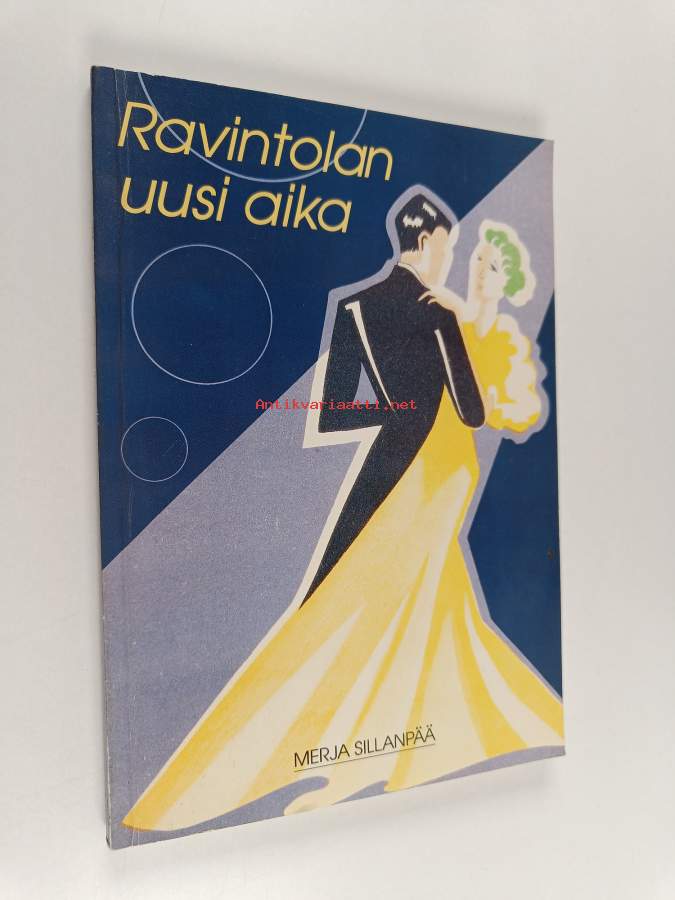 Ravintolan
uusi aika
Antikvariaatti.net
MERJA SILLANPÄÄ